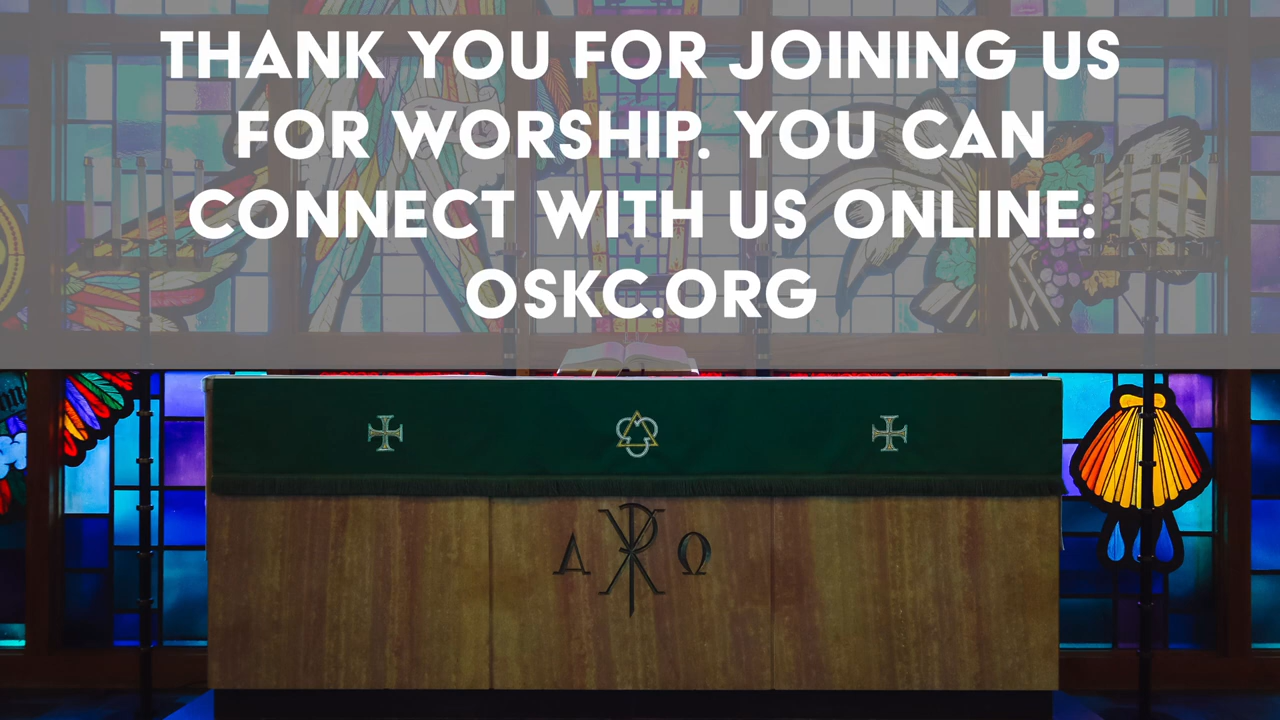 THANK YOU FOR JOINING US
FOR WORSHIP. YOU CAN
CONNECT WITH US ONLINE:
OSKC.ORG
Α ☧ Ω